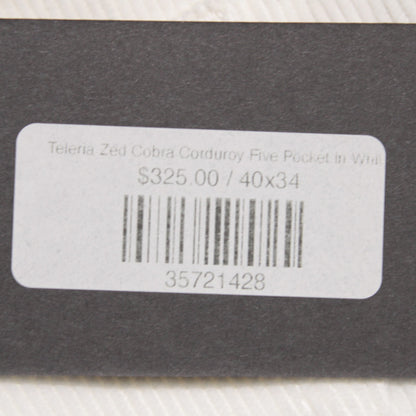 Teleria Zed Cobra Corduroy Five Pocket in
$325.00 / 40x34
35721428